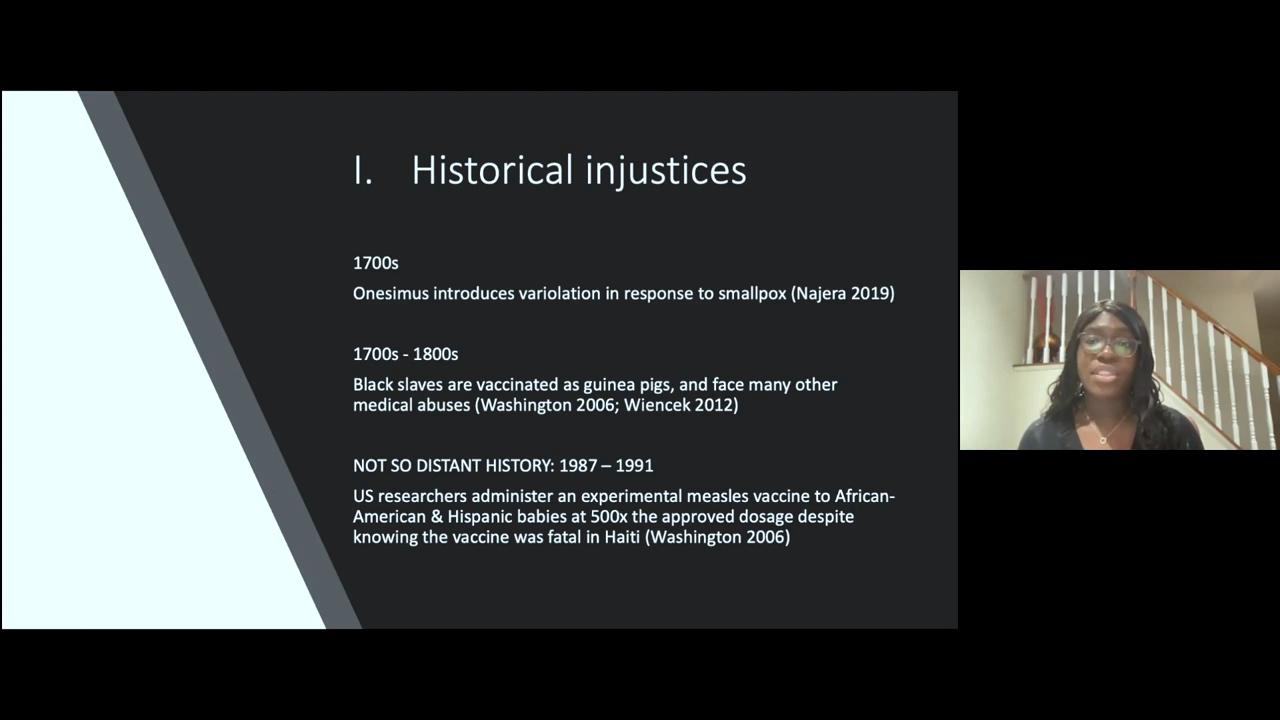 I. Historical injustices
1700s
Onesimus introduces variolation in response to smallpox (Najera 2019)
1700s - 1800s
Black slaves are vaccinated as guinea pigs, and face many other
medical abuses (Washington 2006; Wiencek 2012)
NOT SO DISTANT HISTORY: 1987 – 1991
US researchers administer an experimental measles vaccine to African-
American & Hispanic babies at 500x the approved dosage despite
knowing the vaccine was fatal in Haiti (Washington 2006)